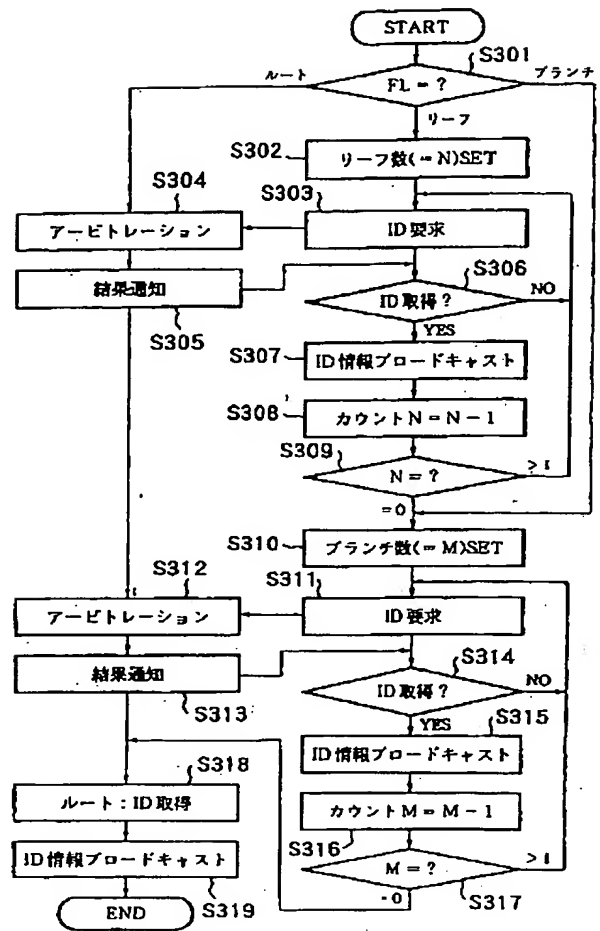 START
S301
ルート
ブランチ
FL = ?
リーフ
S302
リーフ数(= N)SET
S304
S303
アービトレーション
ID要求
結果通知
S305
S306
ID取得?
NO
YES
S307
ID情報ブロードキャスト
S308
カウントN = N - 1
S309
N = ?
> 1
= 0
S310
ブランチ数(= M)SET
S312
S311
アービトレーション
ID要求
結果通知
S313
S314
ID取得?
NO
YES
S315
ID情報ブロードキャスト
S318
ルート:ID取得
カウントM = M - 1
S316
ID情報ブロードキャスト
S319
M = ?
> 1
S317
= 0
END